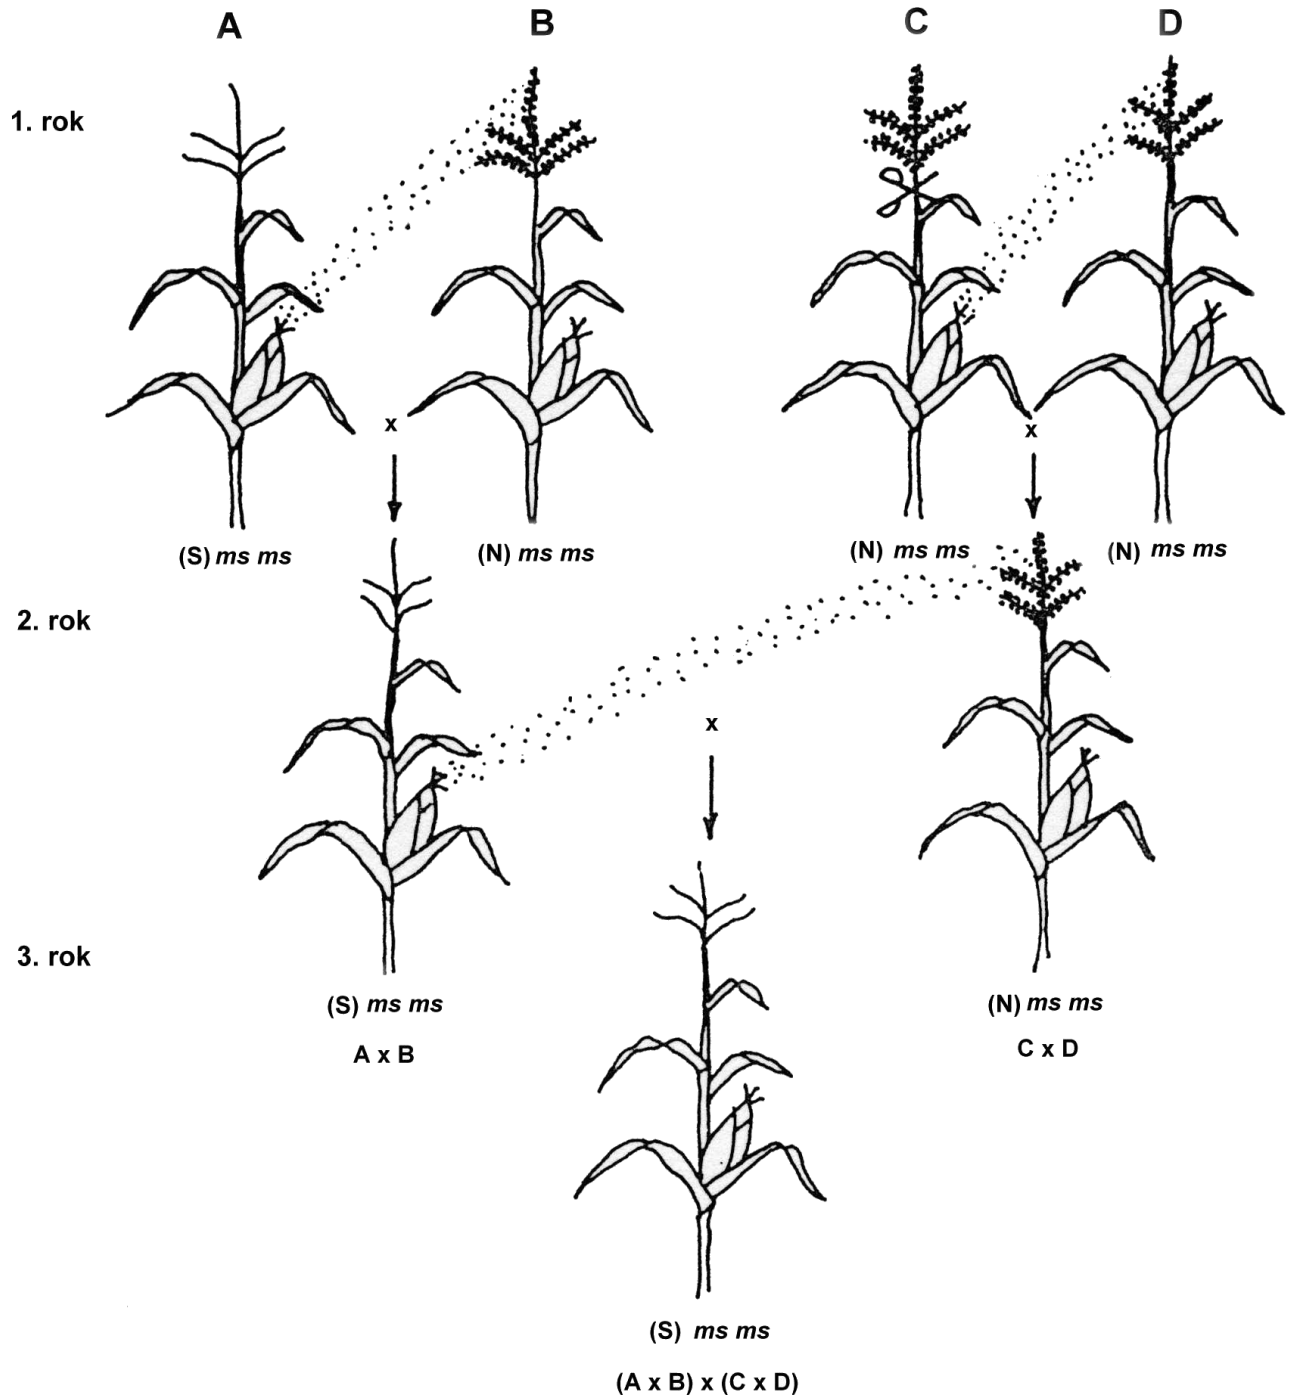 A B C D
1. rok
x x
(S) ms ms (N) ms ms (N) ms ms (N) ms ms
2. rok
x
3. rok
(S) ms ms (N) ms ms
A x B C x D
(S) ms ms
(A x B) x (C x D)